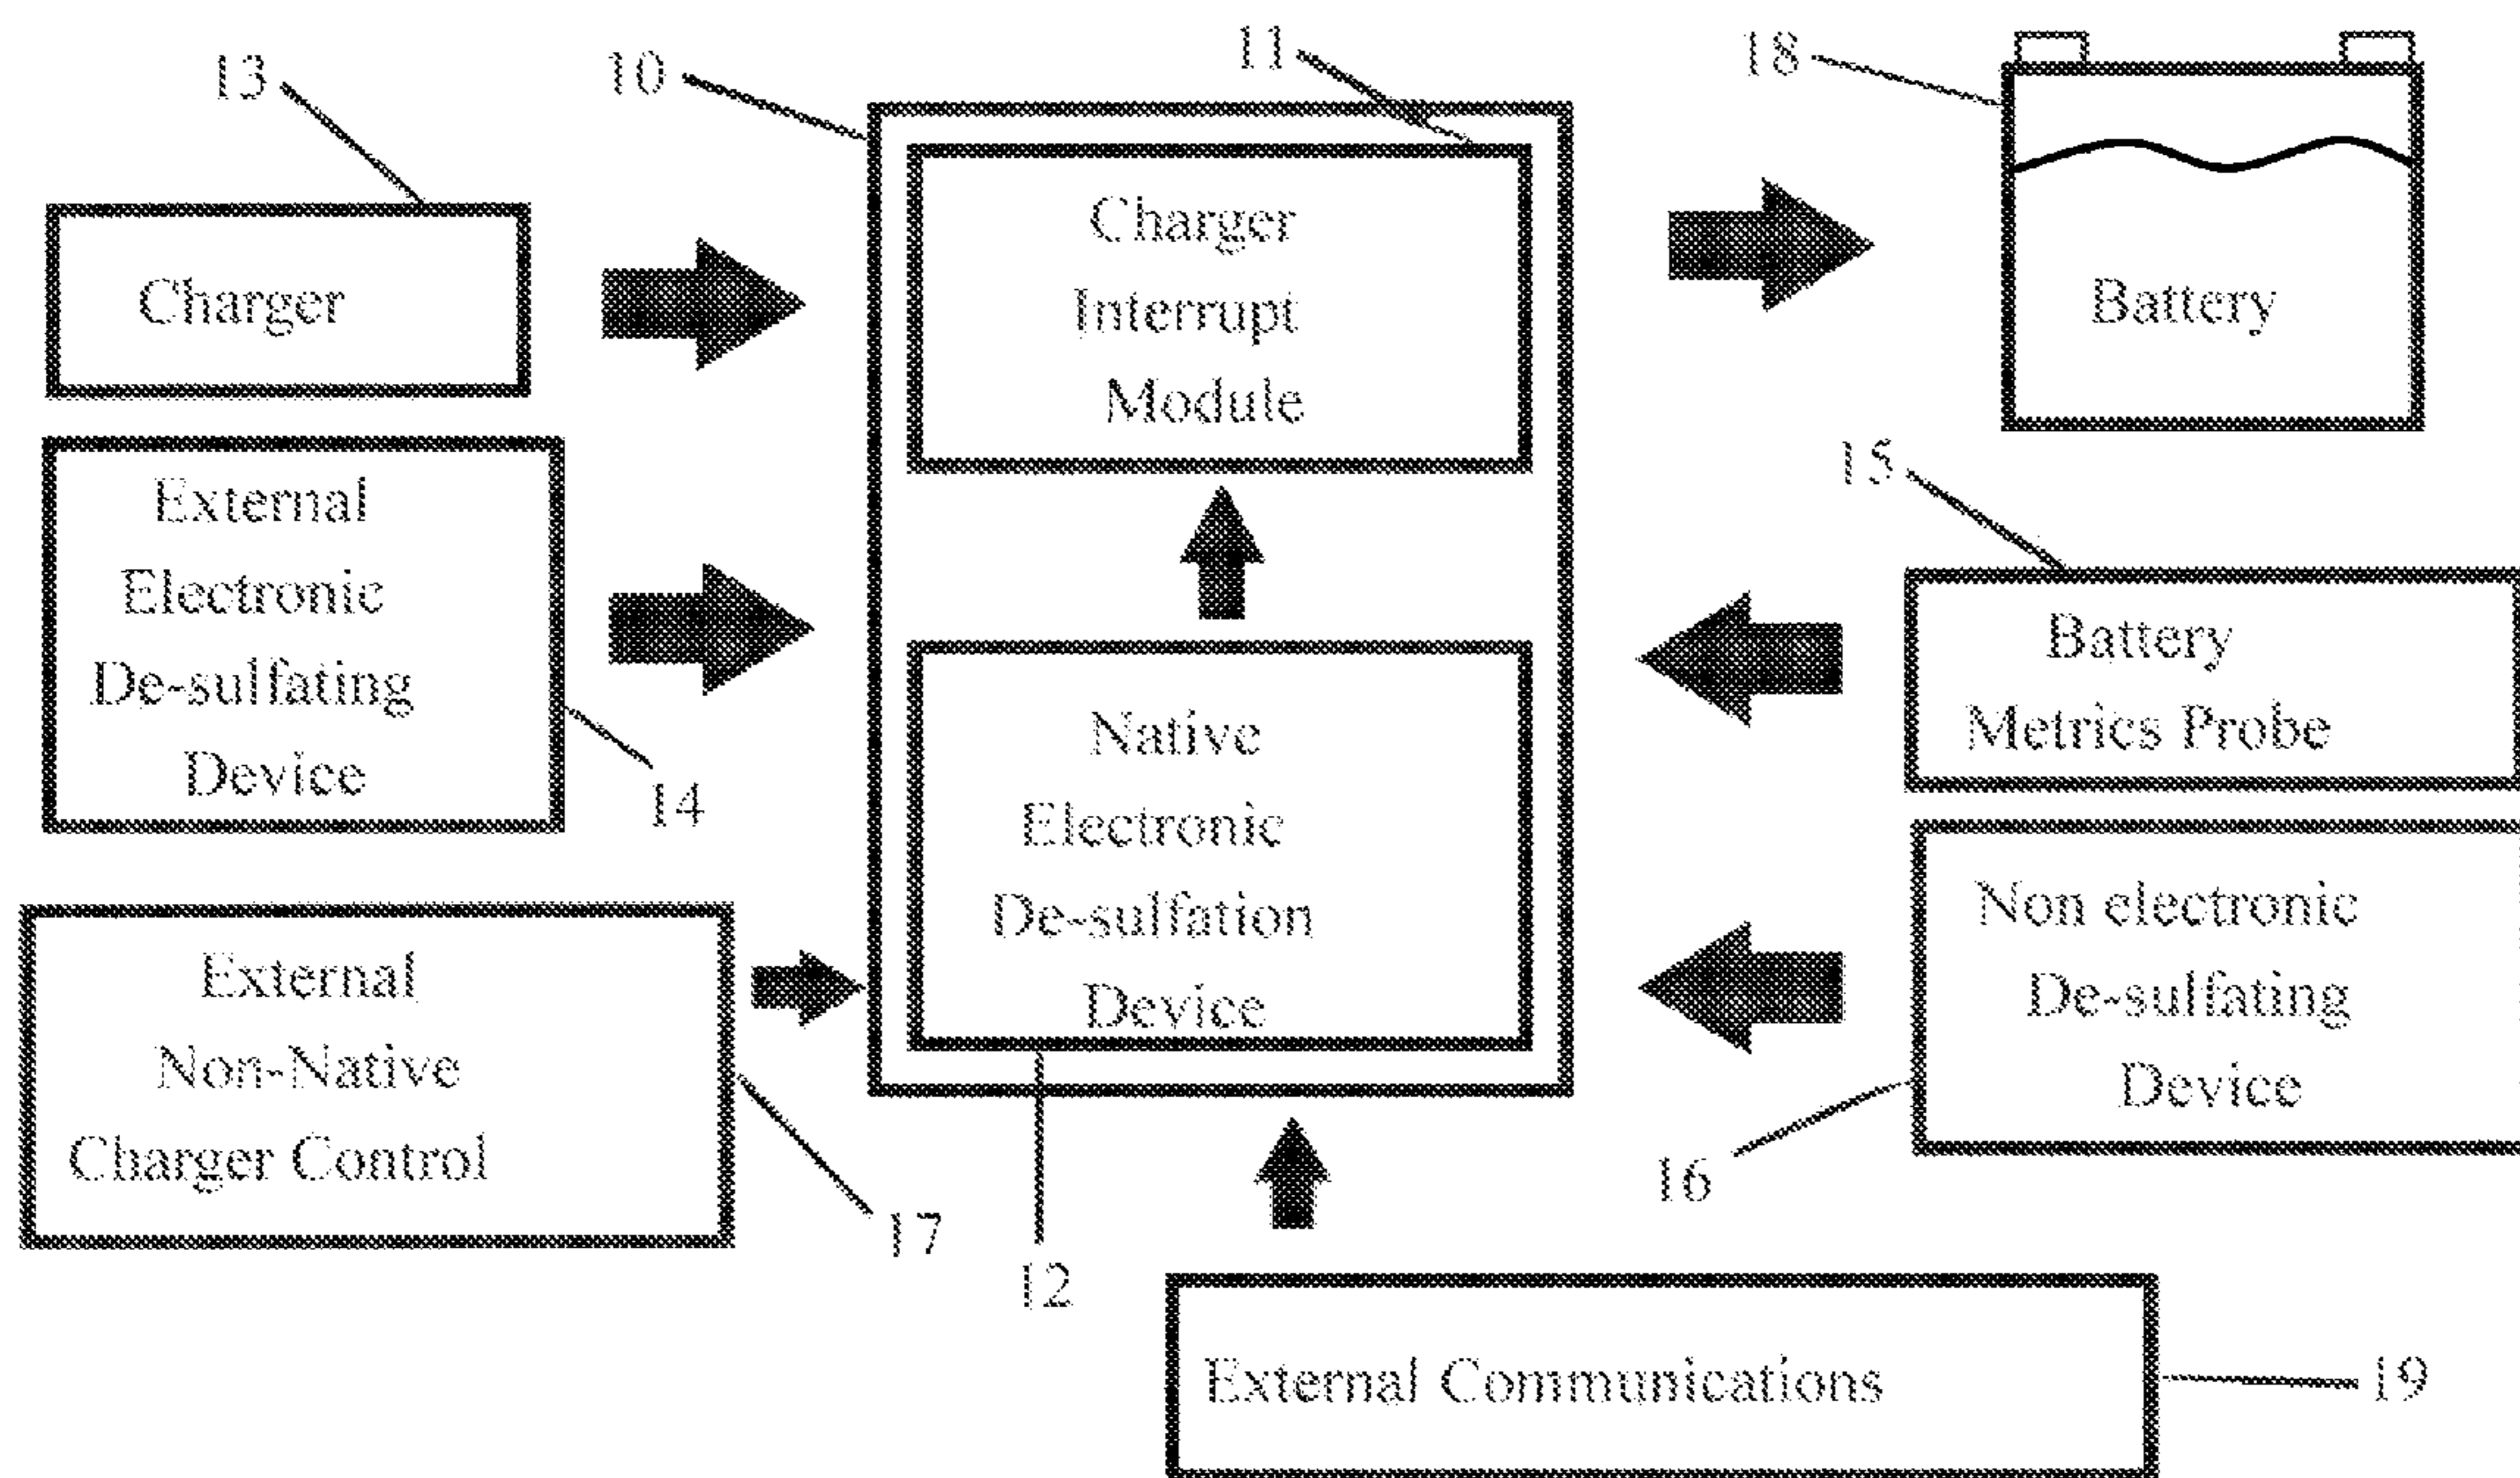 13
10
11
18
Charger
Charger
Interrupt
Module
Battery
External
Electronic
De-sulfating
Device
14
15
Battery
Metrics Probe
Native
Electronic
De-sulfation
Device
Non electronic
De-sulfating
Device
External
Non-Native
Charger Control
16
17
12
External Communications
19